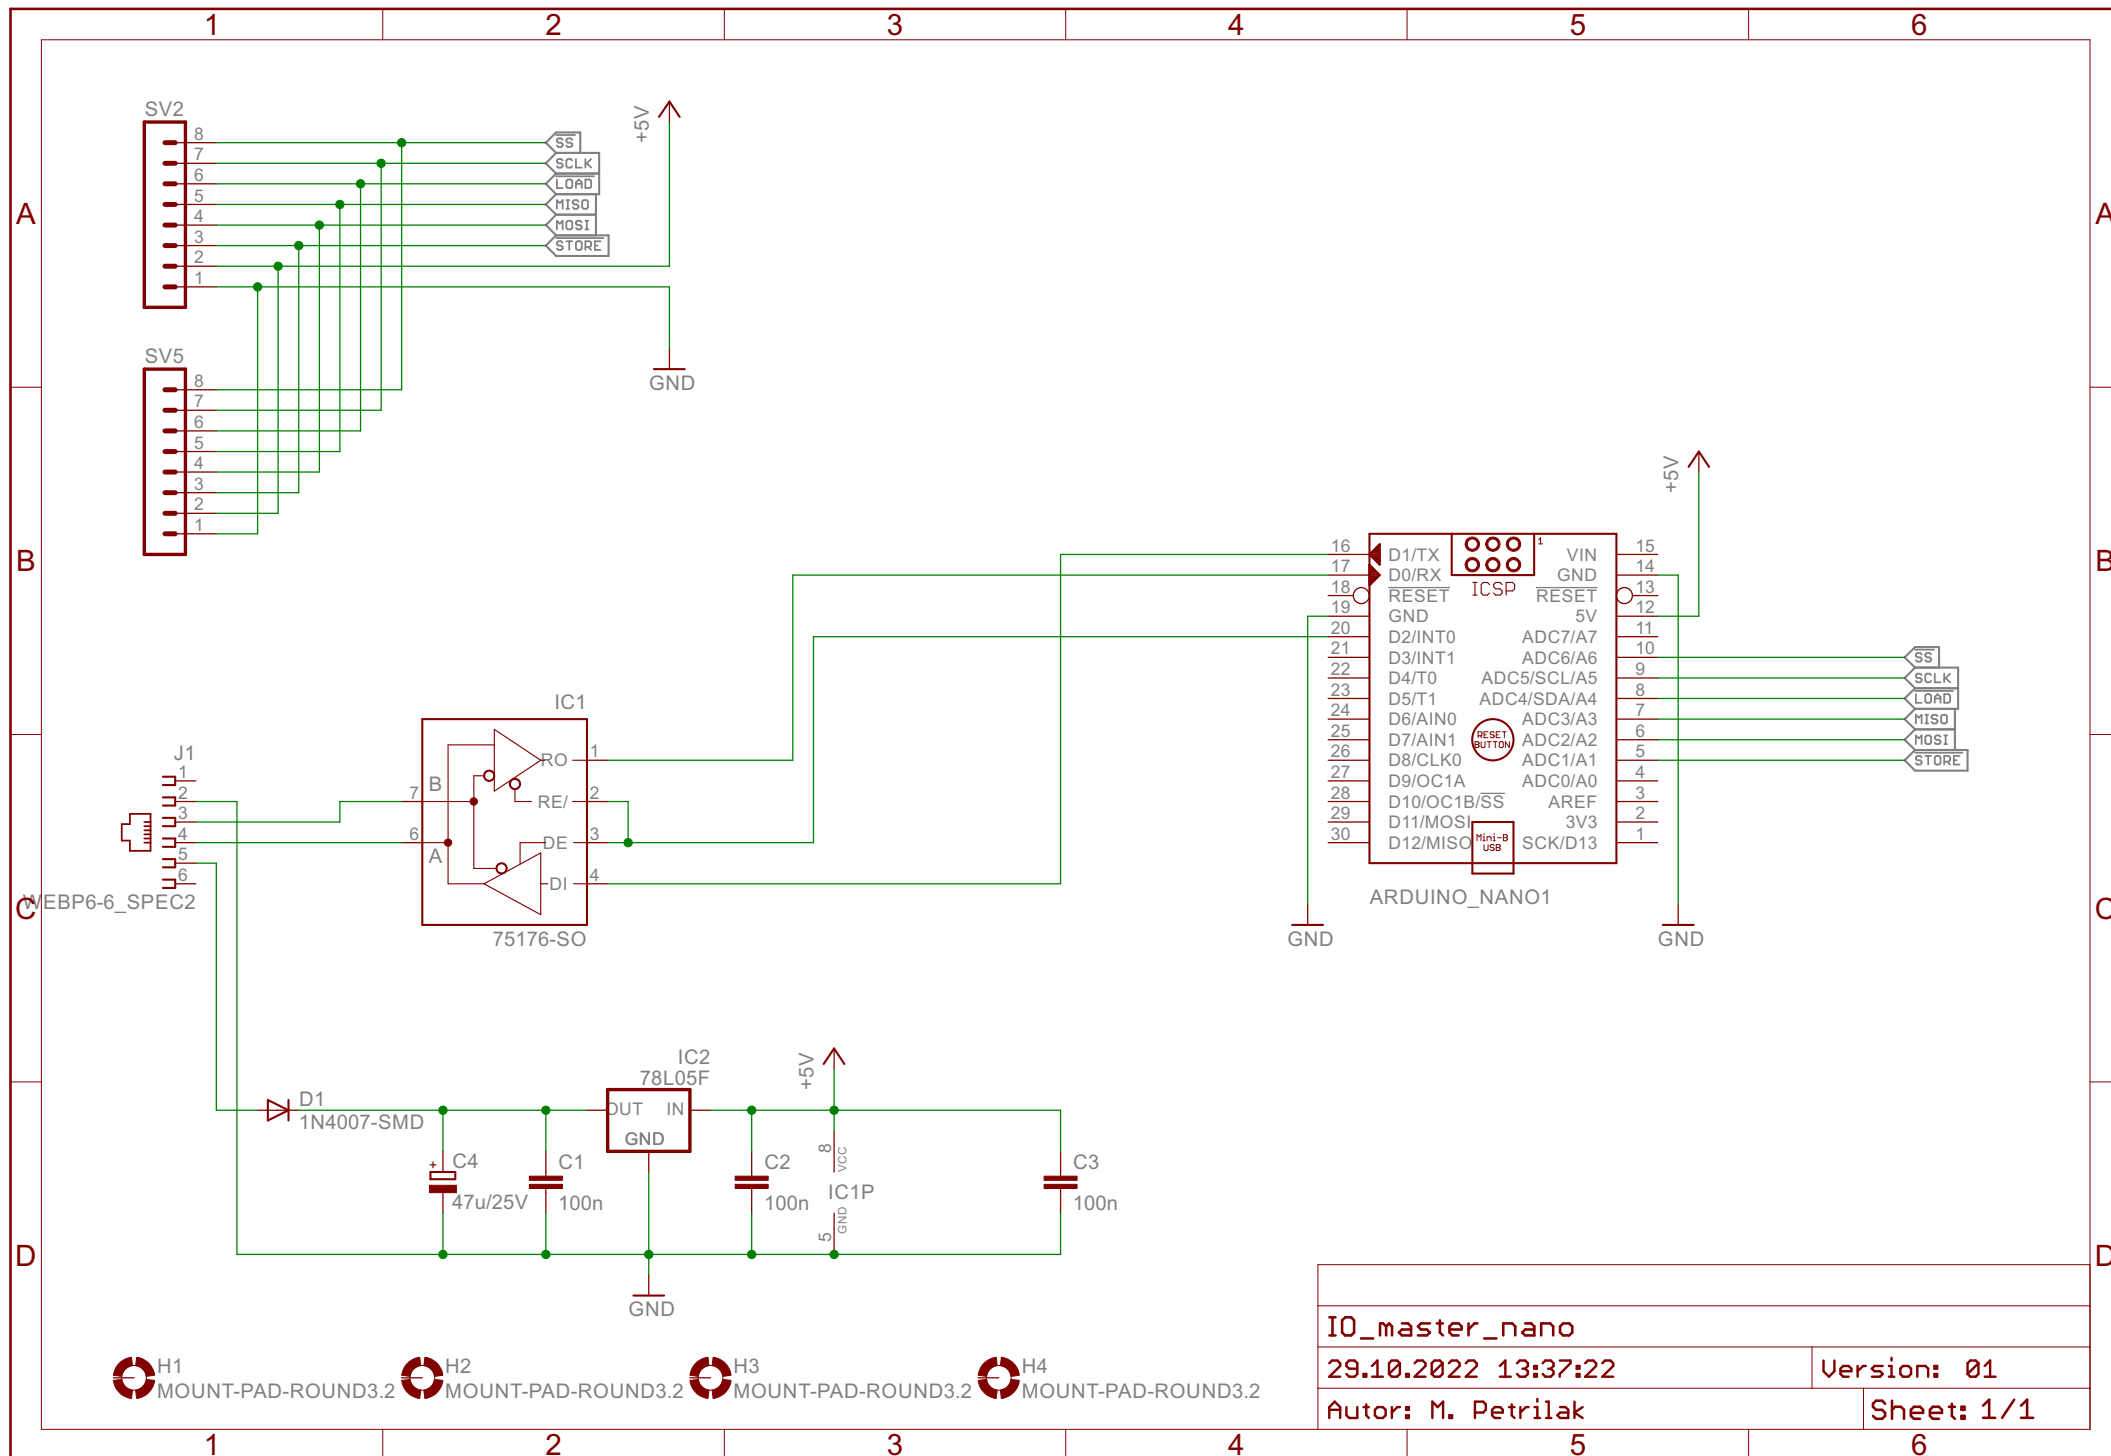 1 2 3 4 5 6
A A
B B
C C
D D
SV2
8
7
6
5
4
3
2
1
SS
SCLK
LOAD
MISO
MOSI
STORE
+5V
GND
SV5
8
7
6
5
4
3
2
1
+5V
16 D1/TX
17 D0/RX
18 RESET
19 GND
20 D2/INT0
21 D3/INT1
22 D4/T0
23 D5/T1
24 D6/AIN0
25 D7/AIN1
26 D8/CLK0
27 D9/OC1A
28 D10/OC1B/SS
29 D11/MOSI
30 D12/MISO
1
ICSP
RESET
BUTTON
Mini-B
USB
VIN 15
GND 14
RESET 13
5V 12
ADC7/A7 11
ADC6/A6 10
ADC5/SCL/A5 9
ADC4/SDA/A4 8
ADC3/A3 7
ADC2/A2 6
ADC1/A1 5
ADC0/A0 4
AREF 3
3V3 2
SCK/D13 1
ARDUINO_NANO1
GND
GND
SS
SCLK
LOAD
MISO
MOSI
STORE
IC1
RO 1
RE/ 2
DE 3
DI 4
7 B
6 A
75176-SO
J1
1
2
3
4
5
6
WEBP6-6_SPEC2
D1
1N4007-SMD
IC2
78L05F
OUT IN
GND
+5V
C4
47u/25V
C1
100n
C2
100n
8 VCC
IC1P
5 GND
C3
100n
GND
H1
MOUNT-PAD-ROUND3.2
H2
MOUNT-PAD-ROUND3.2
H3
MOUNT-PAD-ROUND3.2
H4
MOUNT-PAD-ROUND3.2
IO_master_nano
29.10.2022 13:37:22 Version: 01
Autor: M. Petrilak Sheet: 1/1
1 2 3 4 5 6